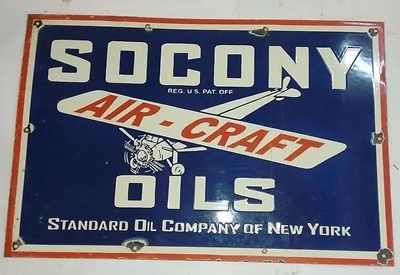 SOCONY
REG. U.S. PAT. OFF
AIR-CRAFT
OILS
STANDARD OIL COMPANY OF NEW YORK